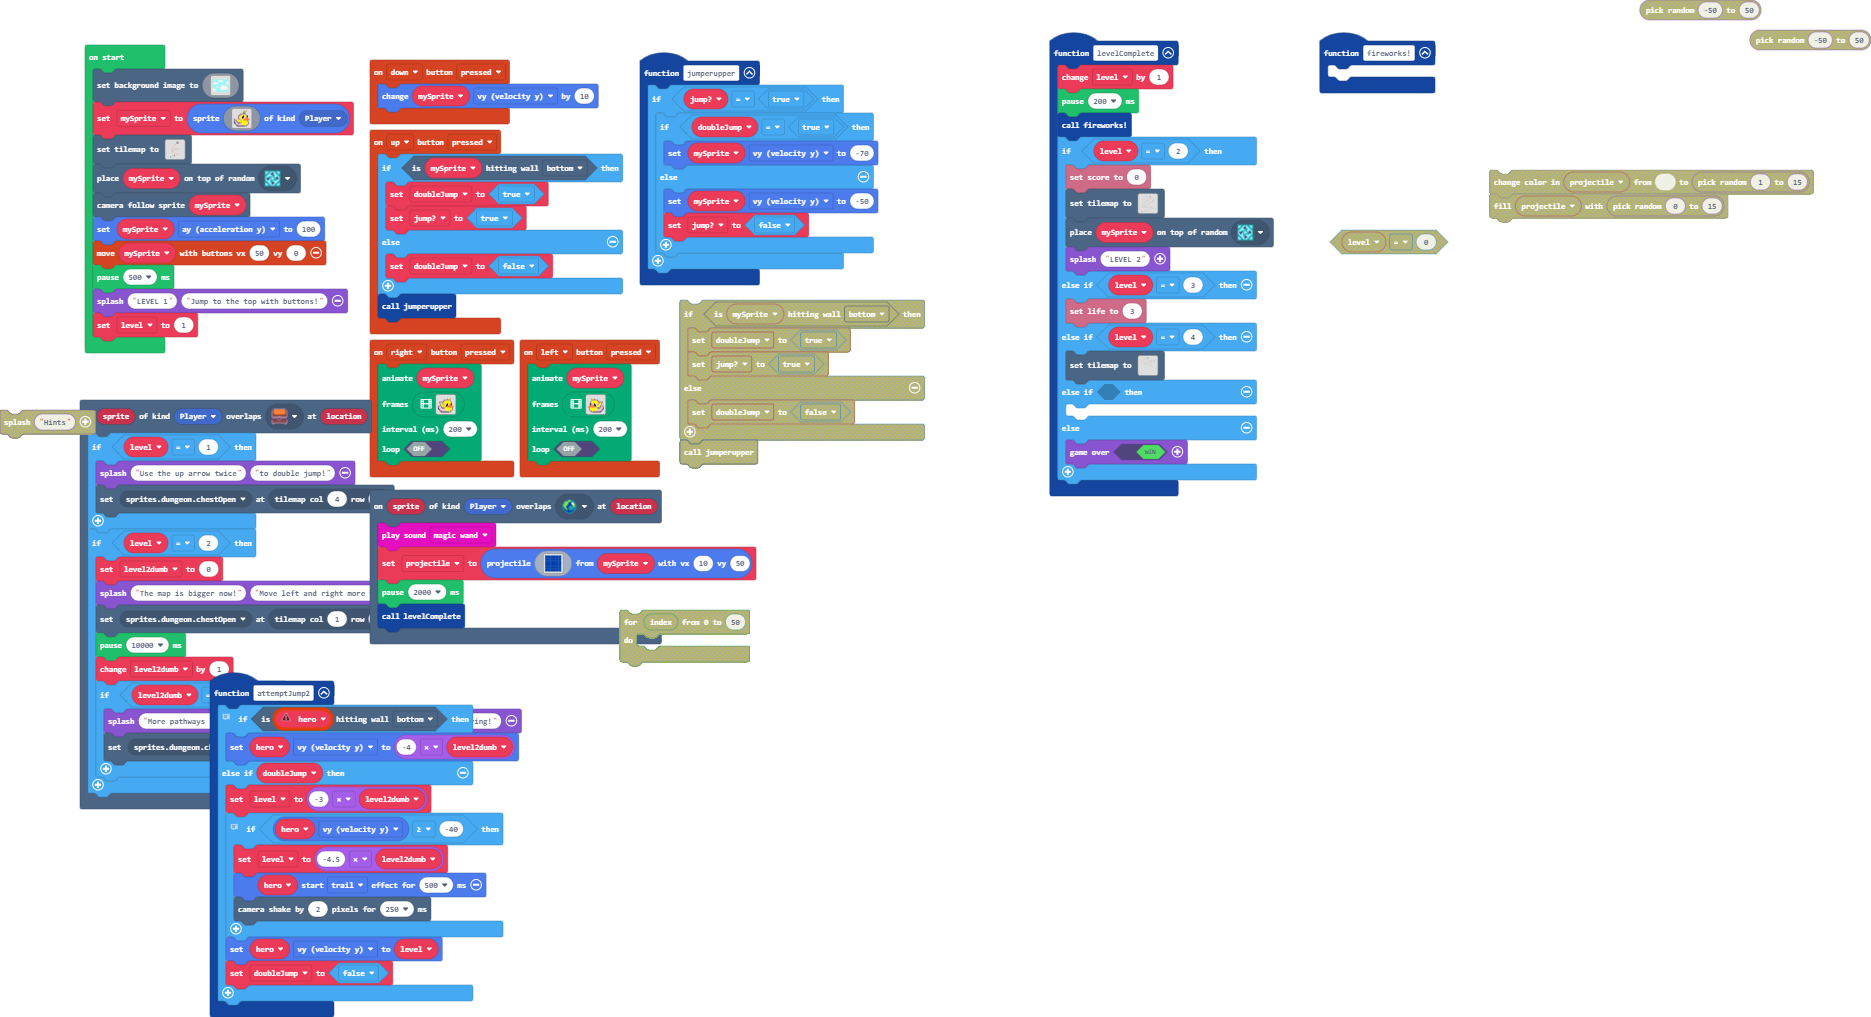 pick random -50 to 50
pick random -50 to 50
on start
set background image to
set mySprite to sprite of kind Player
set tilemap to
place mySprite on top of random
camera follow sprite mySprite
set mySprite ay (acceleration y) to 100
move mySprite with buttons vx 50 vy 0
pause 500 ms
splash "LEVEL 1" "Jump to the top with buttons!"
set level to 1
on down button pressed
change mySprite vy (velocity y) by 10
on up button pressed
if is mySprite hitting wall bottom then
set doubleJump to true
set jump? to true
else
set doubleJump to false
call jumperupper
function jumperupper
if jump? = true then
if doubleJump = true then
set mySprite vy (velocity y) to -70
else
set mySprite vy (velocity y) to -50
set jump? to false
on right button pressed
animate mySprite
frames
interval (ms) 200
loop OFF
on left button pressed
animate mySprite
frames
interval (ms) 200
loop OFF
if is mySprite hitting wall bottom then
set doubleJump to true
set jump? to true
else
set doubleJump to false
call jumperupper
function levelComplete
change level by 1
pause 200 ms
call fireworks!
if level = 2 then
set score to 0
set tilemap to
place mySprite on top of random
splash "LEVEL 2"
else if level = 3 then
set life to 3
else if level = 4 then
set tilemap to
else if then
else
game over WIN
function fireworks!
change color in projectile from to pick random 1 to 15
fill projectile with pick random 0 to 15
level = 0
splash "Hints"
sprite of kind Player overlaps at location
if level = 1 then
splash "Use the up arrow twice" "to double jump!"
set sprites.dungeon.chestOpen at tilemap col 4 row
if level = 2 then
set level2dumb to 0
splash "The map is bigger now!" "Move left and right more
set sprites.dungeon.chestOpen at tilemap col 1 row
pause 10000 ms
change level2dumb by 1
if level2dumb =
splash "More pathways ing!"
set sprites.dungeon.c
on sprite of kind Player overlaps at location
play sound magic wand
set projectile to projectile from mySprite with vx 10 vy 50
pause 2000 ms
call levelComplete
for index from 0 to 50
do
function attemptJump2
if is hero hitting wall bottom then
set hero vy (velocity y) to -4 × level2dumb
else if doubleJump then
set level to -3 × level2dumb
if hero vy (velocity y) ≥ -40 then
set level to -4.5 × level2dumb
hero start trail effect for 500 ms
camera shake by 2 pixels for 250 ms
set hero vy (velocity y) to level
set doubleJump to false